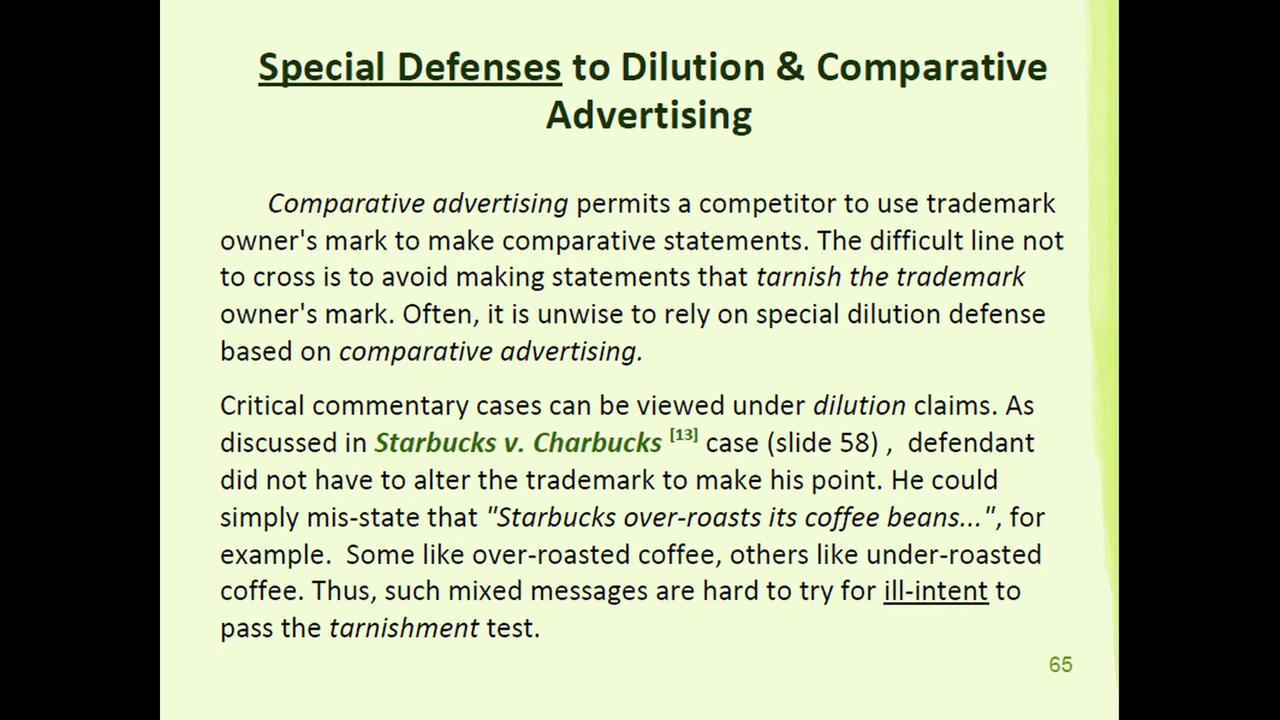 Special Defenses to Dilution & Comparative
Advertising
Comparative advertising permits a competitor to use trademark
owner's mark to make comparative statements. The difficult line not
to cross is to avoid making statements that tarnish the trademark
owner's mark. Often, it is unwise to rely on special dilution defense
based on comparative advertising.
Critical commentary cases can be viewed under dilution claims. As
discussed in Starbucks v. Charbucks [13] case (slide 58) , defendant
did not have to alter the trademark to make his point. He could
simply mis-state that "Starbucks over-roasts its coffee beans...", for
example. Some like over-roasted coffee, others like under-roasted
coffee. Thus, such mixed messages are hard to try for ill-intent to
pass the tarnishment test.
65